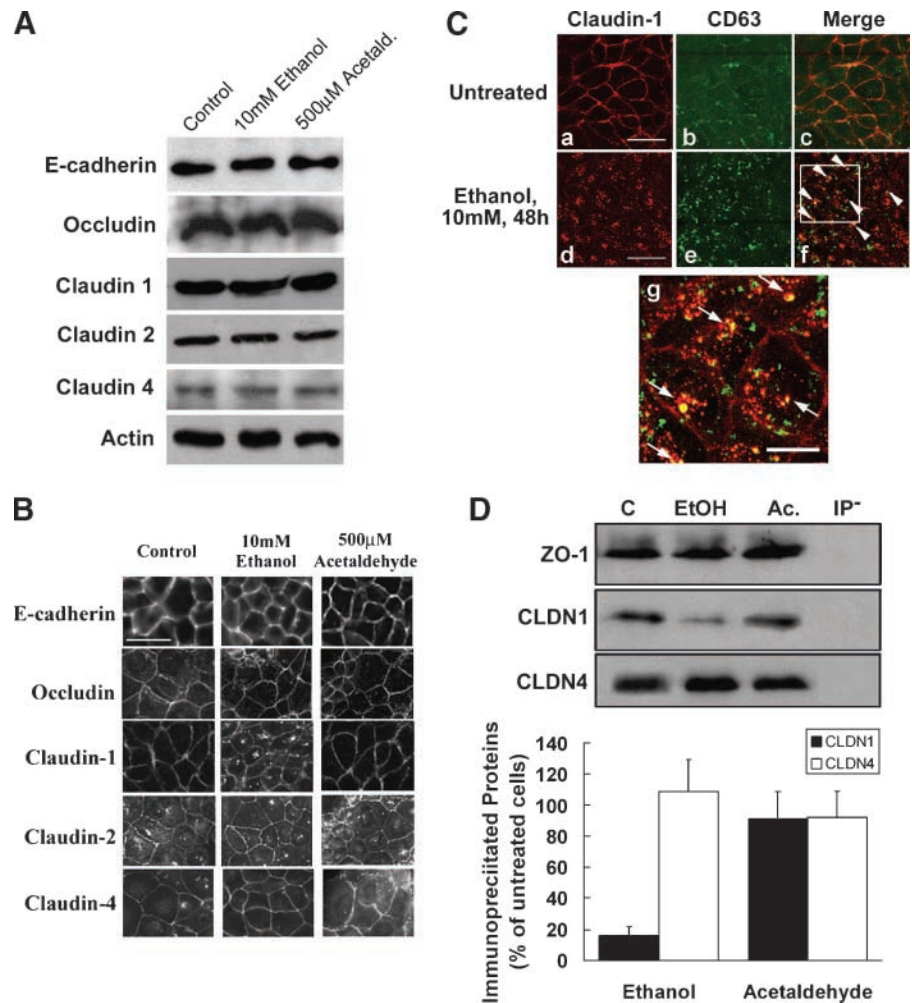 A
Control
10mM Ethanol
500µM Acetald.
E-cadherin
Occludin
Claudin 1
Claudin 2
Claudin 4
Actin
B
Control
10mM Ethanol
500µM Acetaldehyde
E-cadherin
Occludin
Claudin-1
Claudin-2
Claudin-4
C
Claudin-1 CD63 Merge
Untreated
a b c
Ethanol,
10mM, 48h
d e f
g
D
C EtOH Ac. IP-
ZO-1
CLDN1
CLDN4
Immunopreciitated Proteins
(% of untreated cells)
140
120
100
80
60
40
20
0
CLDN1
CLDN4
Ethanol Acetaldehyde